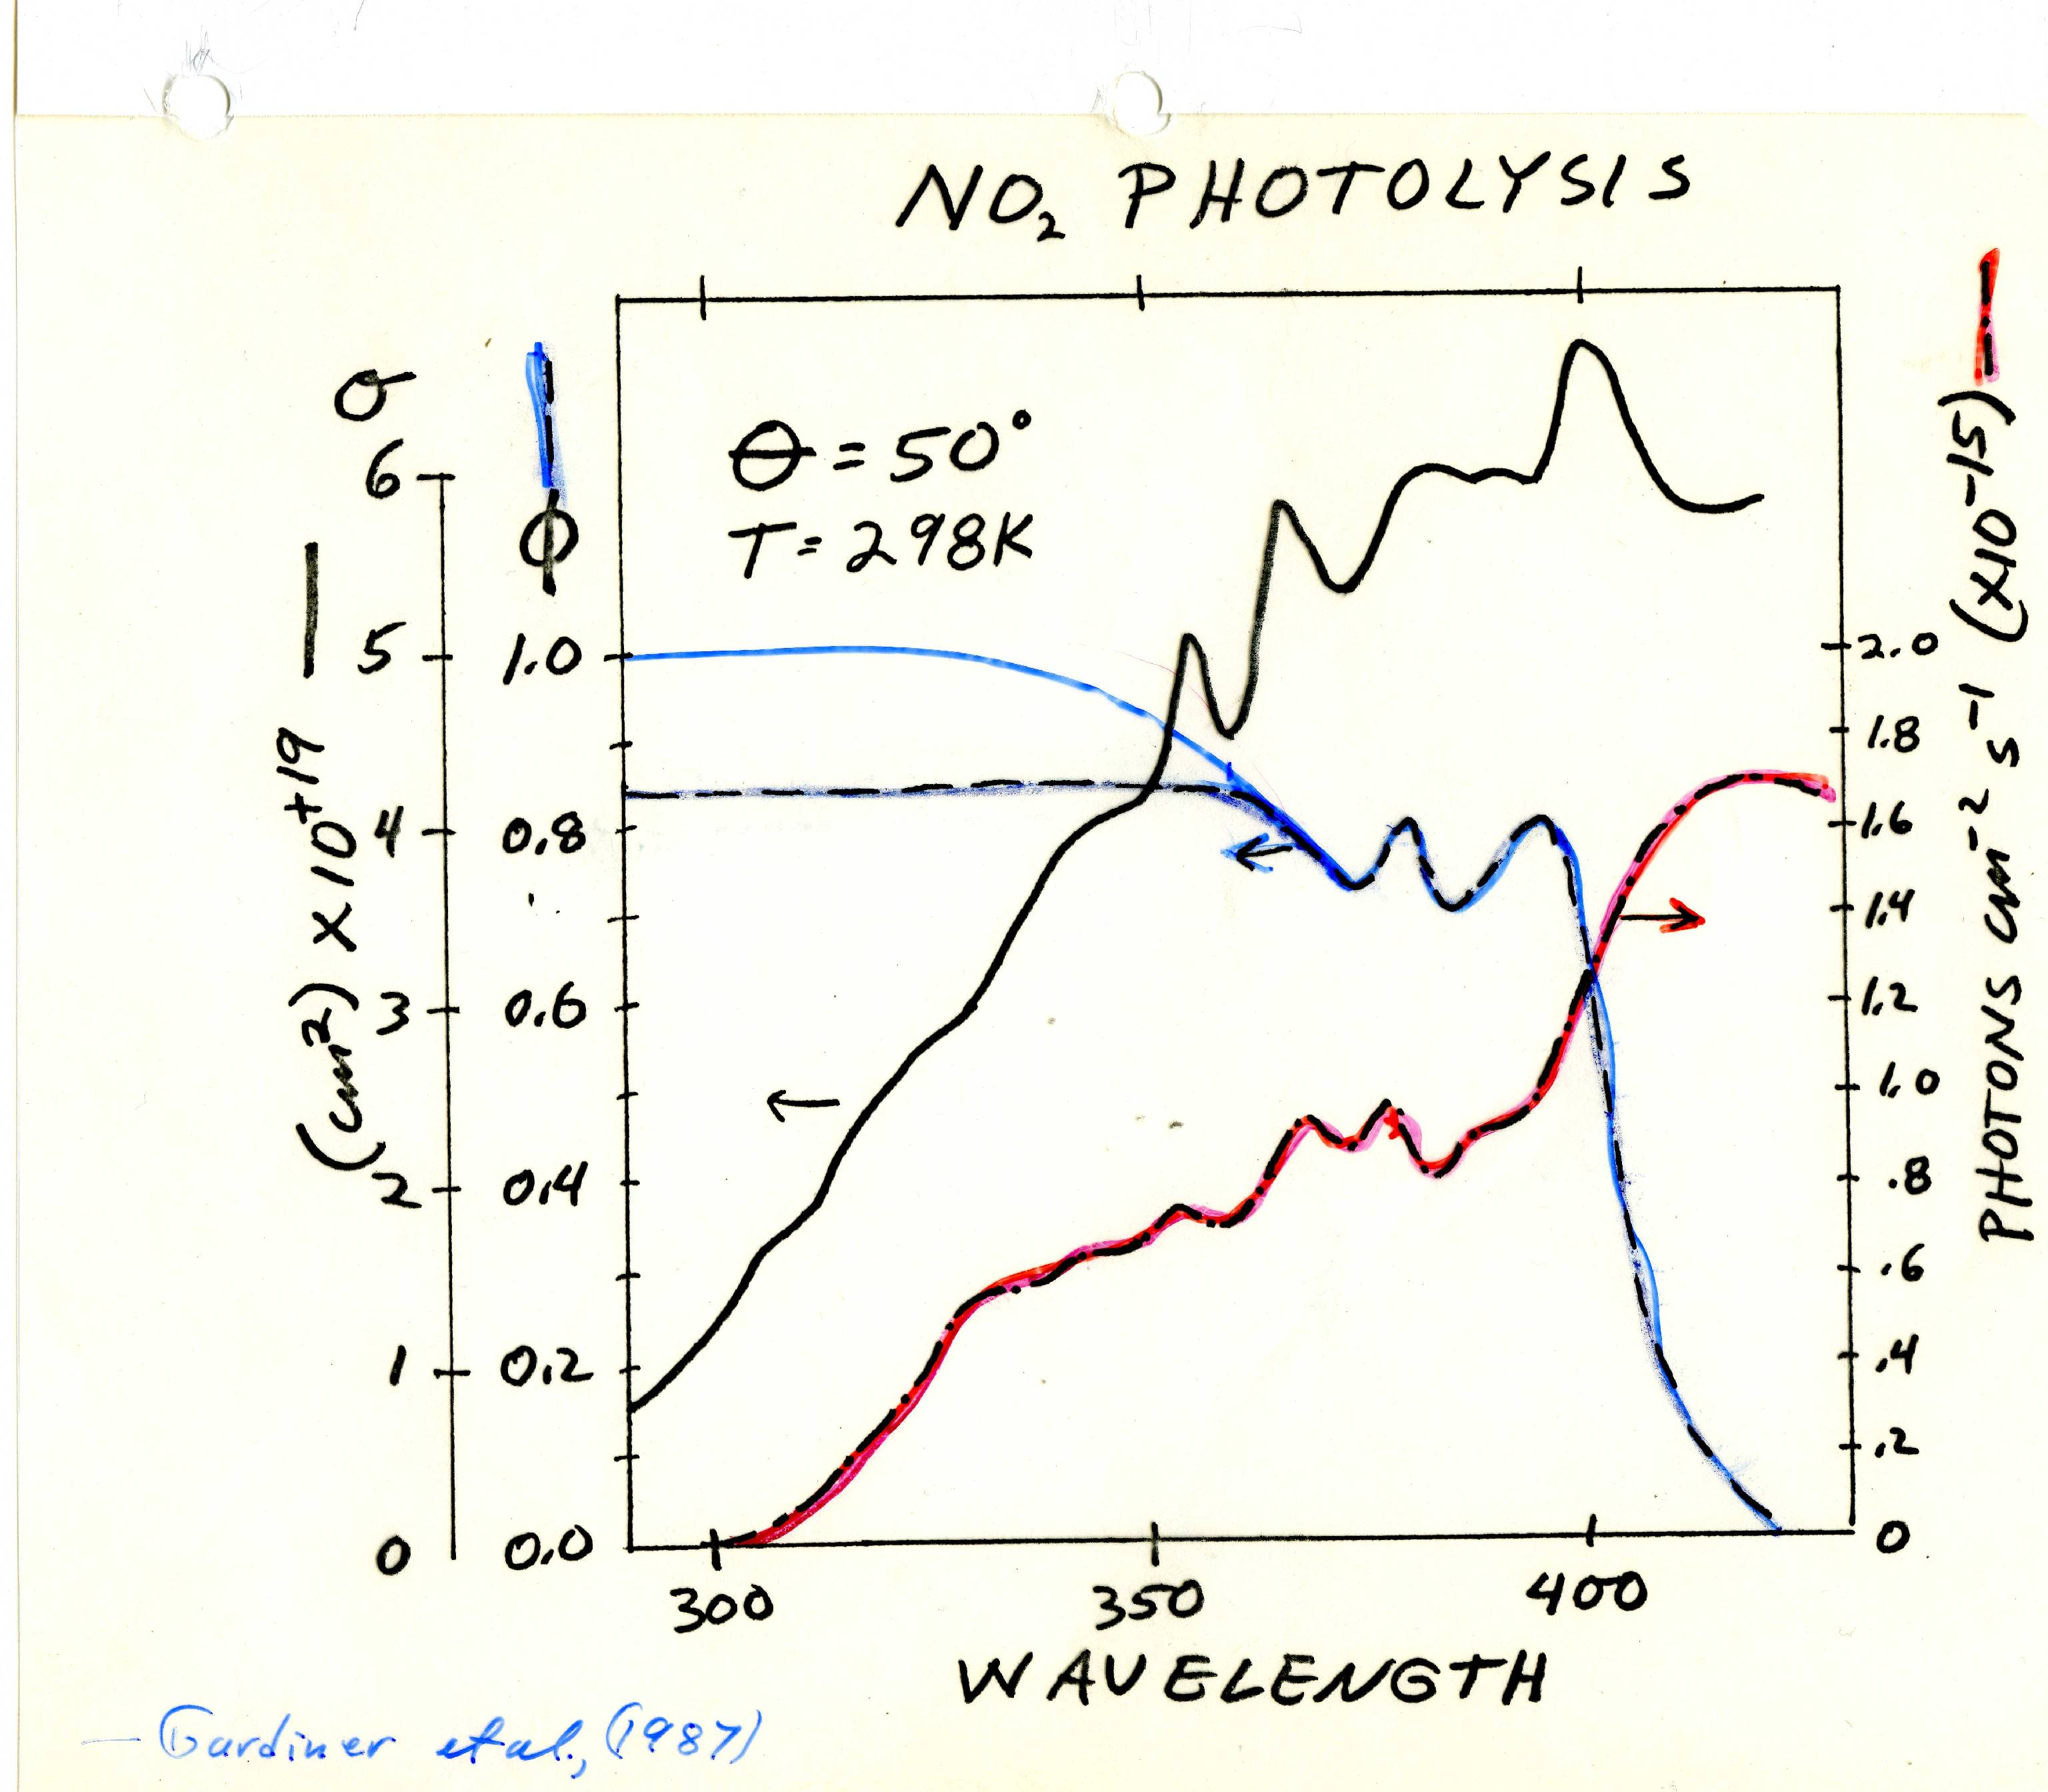 NO₂ PHOTOLYSIS
σ
(cm²) × 10⁺¹⁹
6
5
4
3
2
1
0
ϕ
1.0
0.8
0.6
0.4
0.2
0.0
θ = 50°
T = 298K
2.0
1.8
1.6
1.4
1.2
1.0
.8
.6
.4
.2
0
PHOTONS cm⁻² s⁻¹ (×10⁻¹⁵)
300 350 400
WAVELENGTH
— Gardiner et al., (1987)